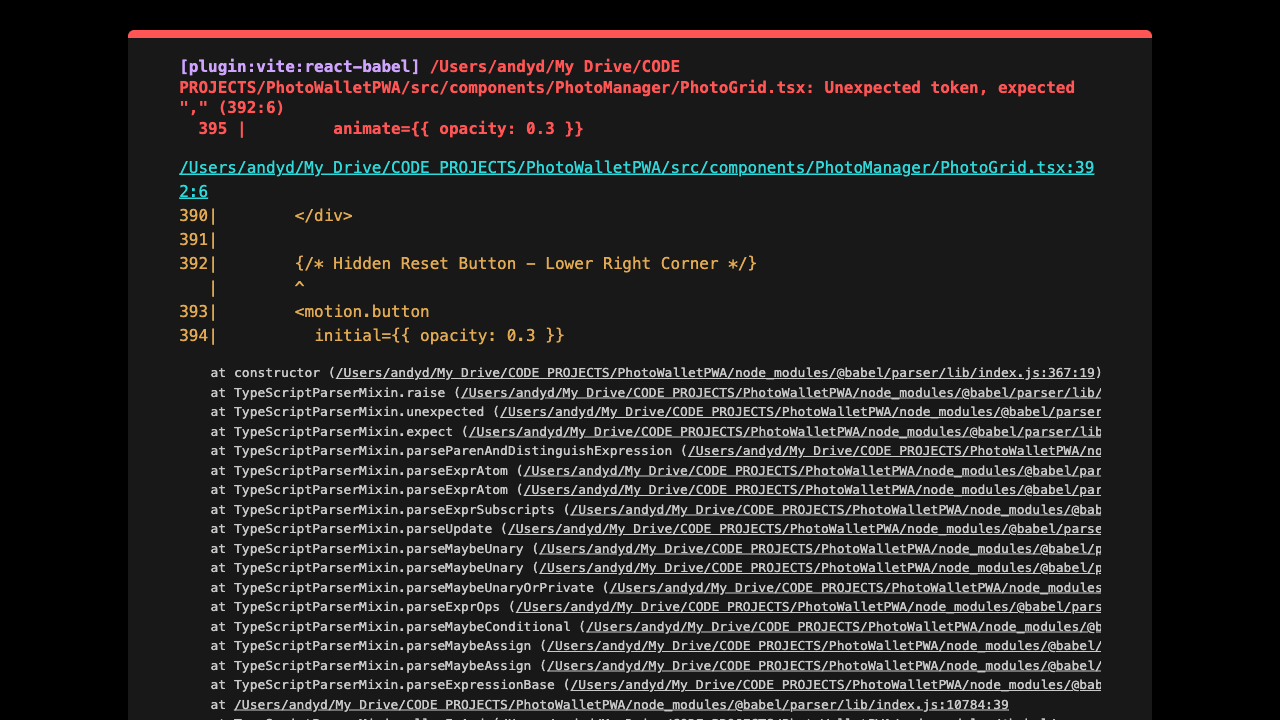 [plugin:vite:react-babel] /Users/andyd/My Drive/CODE
PROJECTS/PhotoWalletPWA/src/components/PhotoManager/PhotoGrid.tsx: Unexpected token, expected
"," (392:6)
  395 |         animate={{ opacity: 0.3 }}
/Users/andyd/My Drive/CODE PROJECTS/PhotoWalletPWA/src/components/PhotoManager/PhotoGrid.tsx:39
2:6
390|        </div>
391|
392|        {/* Hidden Reset Button - Lower Right Corner */}
   |        ^
393|        <motion.button
394|          initial={{ opacity: 0.3 }}
    at constructor (/Users/andyd/My Drive/CODE PROJECTS/PhotoWalletPWA/node_modules/@babel/parser/lib/index.js:367:19)
    at TypeScriptParserMixin.raise (/Users/andyd/My Drive/CODE PROJECTS/PhotoWalletPWA/node_modules/@babel/parser/lib/
    at TypeScriptParserMixin.unexpected (/Users/andyd/My Drive/CODE PROJECTS/PhotoWalletPWA/node_modules/@babel/parser
    at TypeScriptParserMixin.expect (/Users/andyd/My Drive/CODE PROJECTS/PhotoWalletPWA/node_modules/@babel/parser/lib
    at TypeScriptParserMixin.parseParenAndDistinguishExpression (/Users/andyd/My Drive/CODE PROJECTS/PhotoWalletPWA/no
    at TypeScriptParserMixin.parseExprAtom (/Users/andyd/My Drive/CODE PROJECTS/PhotoWalletPWA/node_modules/@babel/par
    at TypeScriptParserMixin.parseExprAtom (/Users/andyd/My Drive/CODE PROJECTS/PhotoWalletPWA/node_modules/@babel/par
    at TypeScriptParserMixin.parseExprSubscripts (/Users/andyd/My Drive/CODE PROJECTS/PhotoWalletPWA/node_modules/@bab
    at TypeScriptParserMixin.parseUpdate (/Users/andyd/My Drive/CODE PROJECTS/PhotoWalletPWA/node_modules/@babel/parse
    at TypeScriptParserMixin.parseMaybeUnary (/Users/andyd/My Drive/CODE PROJECTS/PhotoWalletPWA/node_modules/@babel/p
    at TypeScriptParserMixin.parseMaybeUnary (/Users/andyd/My Drive/CODE PROJECTS/PhotoWalletPWA/node_modules/@babel/p
    at TypeScriptParserMixin.parseMaybeUnaryOrPrivate (/Users/andyd/My Drive/CODE PROJECTS/PhotoWalletPWA/node_modules
    at TypeScriptParserMixin.parseExprOps (/Users/andyd/My Drive/CODE PROJECTS/PhotoWalletPWA/node_modules/@babel/pars
    at TypeScriptParserMixin.parseMaybeConditional (/Users/andyd/My Drive/CODE PROJECTS/PhotoWalletPWA/node_modules/@b
    at TypeScriptParserMixin.parseMaybeAssign (/Users/andyd/My Drive/CODE PROJECTS/PhotoWalletPWA/node_modules/@babel/
    at TypeScriptParserMixin.parseMaybeAssign (/Users/andyd/My Drive/CODE PROJECTS/PhotoWalletPWA/node_modules/@babel/
    at TypeScriptParserMixin.parseExpressionBase (/Users/andyd/My Drive/CODE PROJECTS/PhotoWalletPWA/node_modules/@bab
    at /Users/andyd/My Drive/CODE PROJECTS/PhotoWalletPWA/node_modules/@babel/parser/lib/index.js:10784:39